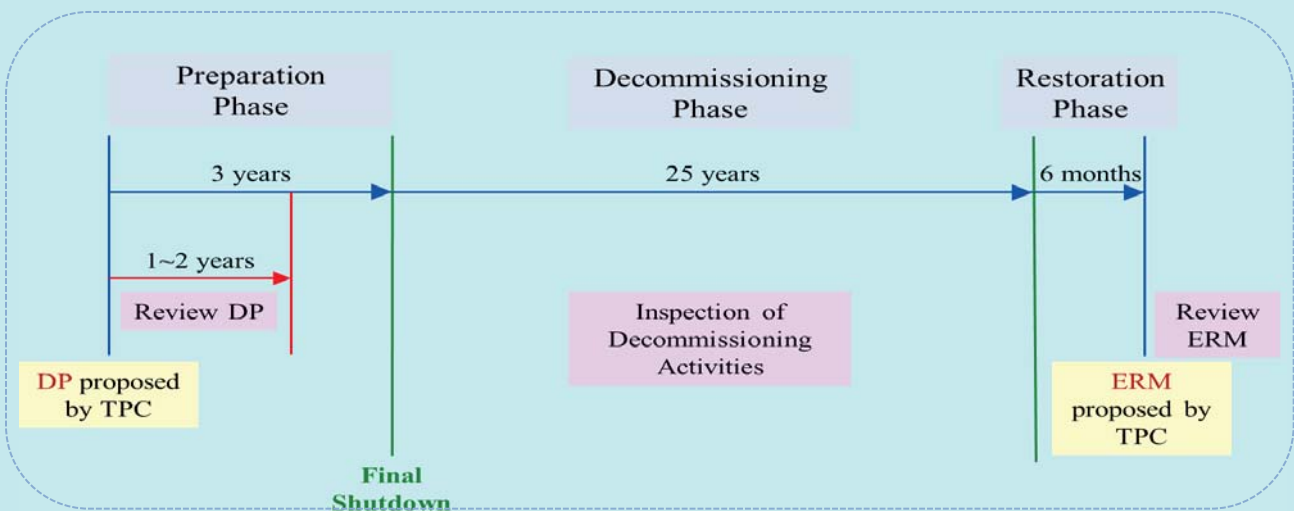 Preparation
Phase
Decommissioning
Phase
Restoration
Phase
3 years
25 years
6 months
1~2 years
Review DP
Inspection of
Decommissioning
Activities
Review
ERM
DP proposed
by TPC
ERM
proposed by
TPC
Final
Shutdown